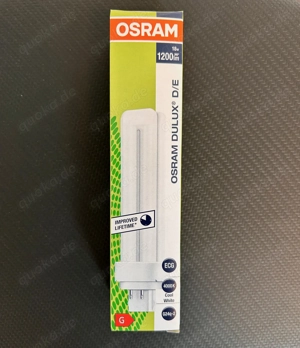 OSRAM
18W
1200lm
OSRAM DULUX® D/E
IMPROVED
LIFETIME*
ECG
4000K
Cool
White
G24q-2
G